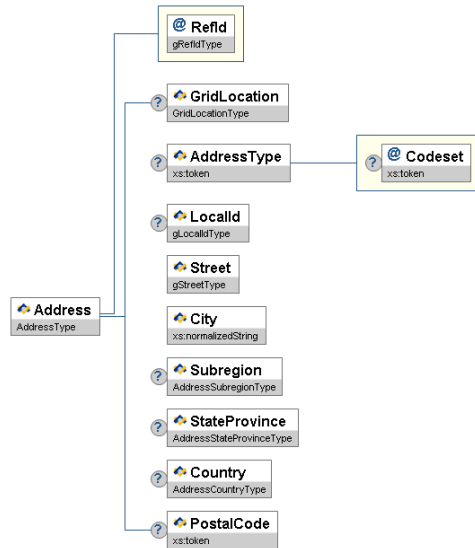 @ RefId
gRefIdType
? GridLocation
GridLocationType
? AddressType
xs:token
? @ Codeset
xs:token
? LocalId
gLocalIdType
Street
gStreetType
Address
AddressType
City
xs:normalizedString
? Subregion
AddressSubregionType
? StateProvince
AddressStateProvinceType
? Country
AddressCountryType
? PostalCode
xs:token